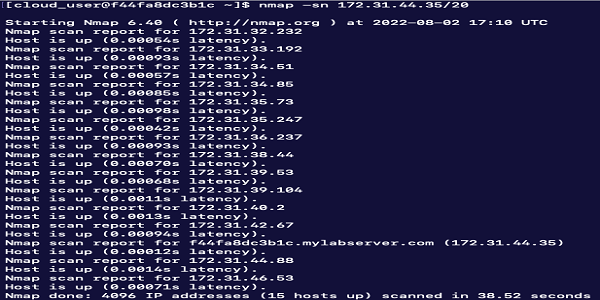 [[cloud_user@f44fa8dc3b1c ~]$ nmap -sn 172.31.44.35/20
Starting Nmap 6.40 ( http://nmap.org ) at 2022-08-02 17:10 UTC
Nmap scan report for 172.31.32.232
Host is up (0.00054s latency).
Nmap scan report for 172.31.33.192
Host is up (0.00093s latency).
Nmap scan report for 172.31.34.51
Host is up (0.00057s latency).
Nmap scan report for 172.31.34.85
Host is up (0.00085s latency).
Nmap scan report for 172.31.35.73
Host is up (0.00098s latency).
Nmap scan report for 172.31.35.247
Host is up (0.00042s latency).
Nmap scan report for 172.31.36.237
Host is up (0.00093s latency).
Nmap scan report for 172.31.38.44
Host is up (0.00070s latency).
Nmap scan report for 172.31.39.53
Host is up (0.00068s latency).
Nmap scan report for 172.31.39.104
Host is up (0.0011s latency).
Nmap scan report for 172.31.40.2
Host is up (0.0013s latency).
Nmap scan report for 172.31.42.67
Host is up (0.00094s latency).
Nmap scan report for f44fa8dc3b1c.mylabserver.com (172.31.44.35)
Host is up (0.00012s latency).
Nmap scan report for 172.31.44.88
Host is up (0.0014s latency).
Nmap scan report for 172.31.46.53
Host is up (0.00071s latency).
Nmap done: 4096 IP addresses (15 hosts up) scanned in 38.52 seconds